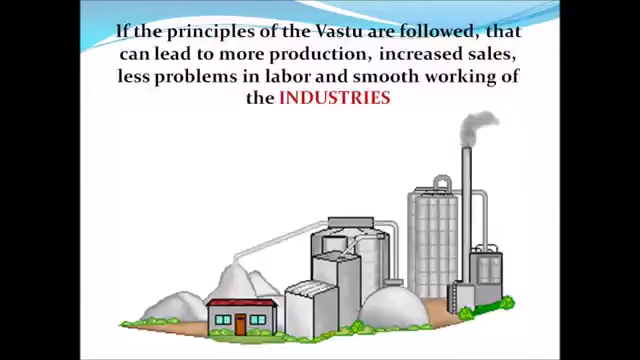 If the principles of the Vastu are followed, that
can lead to more production, increased sales,
less problems in labor and smooth working of
the INDUSTRIES